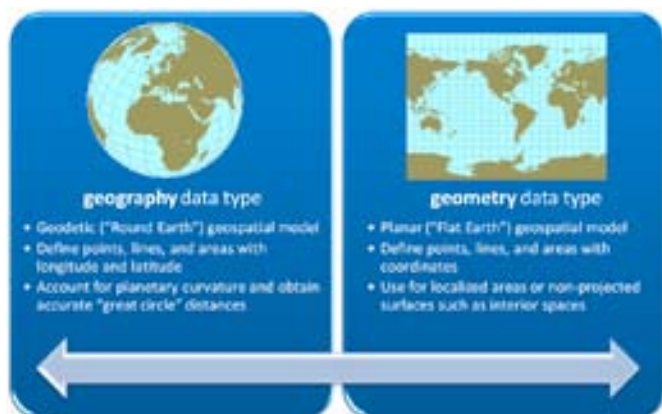 geography data type
• Geodetic ("Round Earth") geospatial model
• Define points, lines, and areas with
longitude and latitude
• Account for planetary curvature and obtain
accurate "great circle" distances
geometry data type
• Planar ("Flat Earth") geospatial model
• Define points, lines, and areas with
coordinates
• Use for localized areas or non-projected
surfaces such as interior spaces